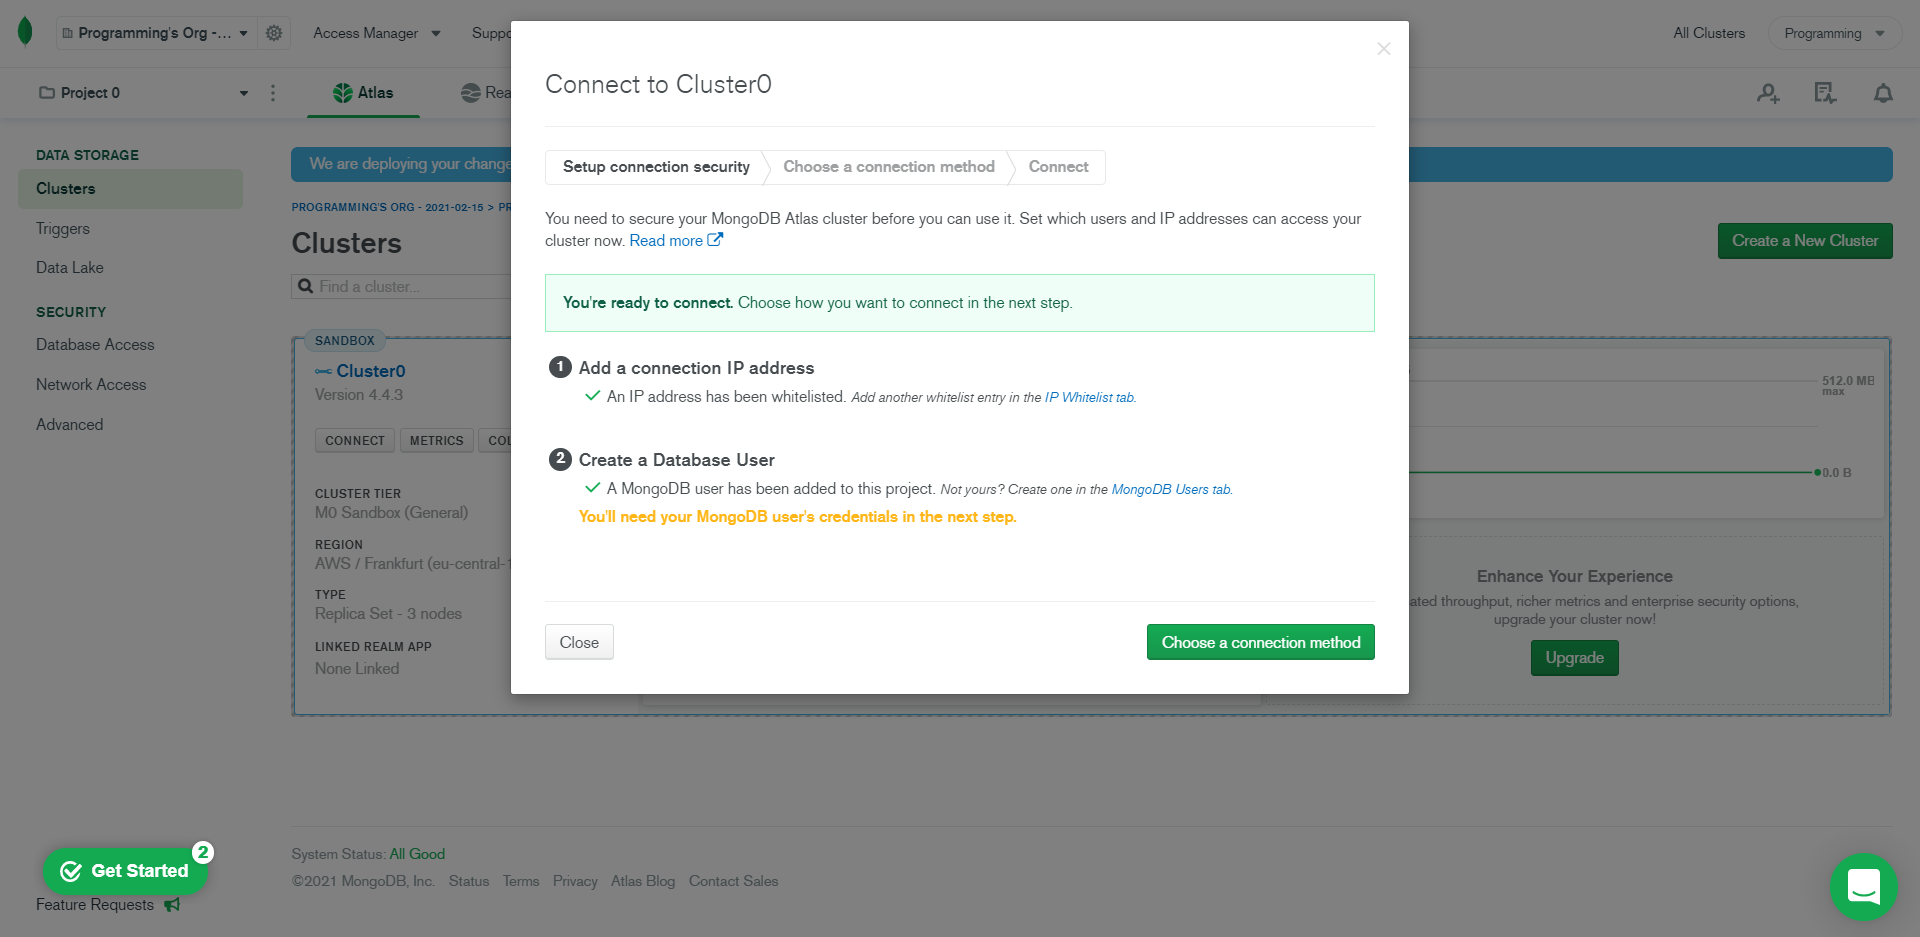 Programming's Org -...
Access Manager
All Clusters
Programming
Project 0
Atlas
DATA STORAGE
Clusters
Triggers
Data Lake
SECURITY
Database Access
Network Access
Advanced
We are deploying your change
PROGRAMMING'S ORG - 2021-02-15 >
Clusters
Find a cluster...
Create a New Cluster
SANDBOX
Cluster0
Version 4.4.3
CONNECT
METRICS
CLUSTER TIER
M0 Sandbox (General)
REGION
AWS / Frankfurt (eu-central-1
TYPE
Replica Set - 3 nodes
LINKED REALM APP
None Linked
Connect to Cluster0
Setup connection security
Choose a connection method
Connect
You need to secure your MongoDB Atlas cluster before you can use it. Set which users and IP addresses can access your
cluster now. Read more
You're ready to connect. Choose how you want to connect in the next step.
1 Add a connection IP address
An IP address has been whitelisted. Add another whitelist entry in the IP Whitelist tab.
2 Create a Database User
A MongoDB user has been added to this project. Not yours? Create one in the MongoDB Users tab.
You'll need your MongoDB user's credentials in the next step.
Close
Choose a connection method
512.0 MB
max
0.0 B
Enhance Your Experience
ated throughput, richer metrics and enterprise security options,
upgrade your cluster now!
Upgrade
System Status: All Good
©2021 MongoDB, Inc. Status Terms Privacy Atlas Blog Contact Sales
Get Started
2
Feature Requests